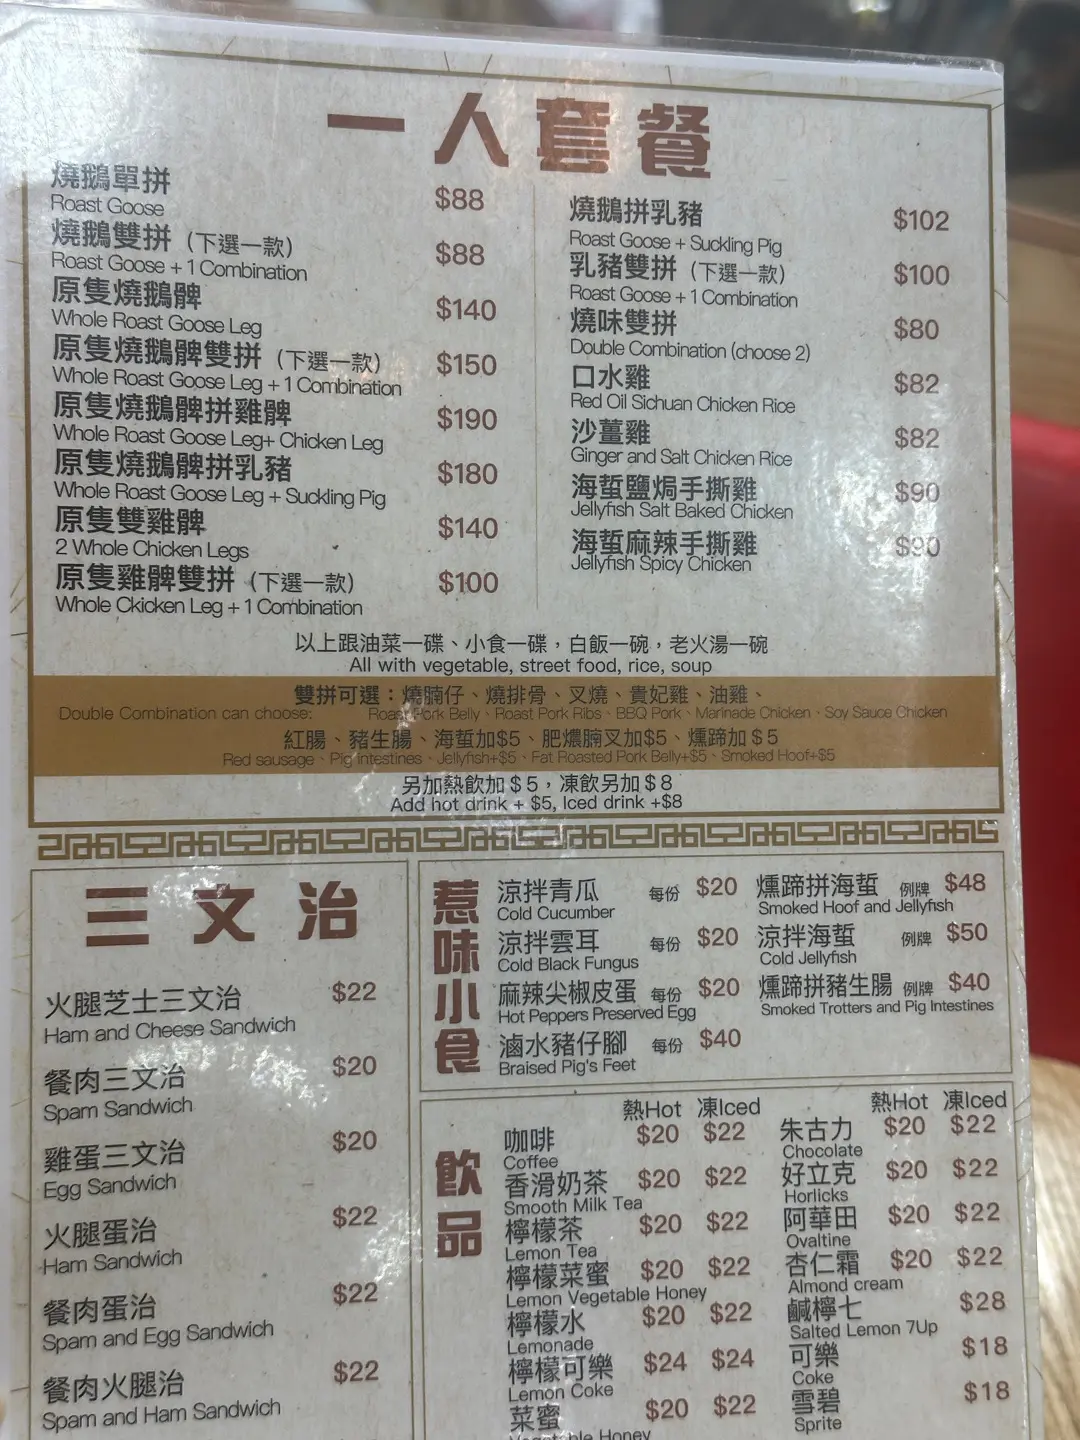 一人套餐
燒鵝單拼 $88
Roast Goose
燒鵝雙拼 (下選一款) $88
Roast Goose + 1 Combination
原隻燒鵝髀 $140
Whole Roast Goose Leg
原隻燒鵝髀雙拼 (下選一款) $150
Whole Roast Goose Leg + 1 Combination
原隻燒鵝髀拼雞髀 $190
Whole Roast Goose Leg+ Chicken Leg
原隻燒鵝髀拼乳豬 $180
Whole Roast Goose Leg + Suckling Pig
原隻雙雞髀 $140
2 Whole Chicken Legs
原隻雞髀雙拼 (下選一款) $100
Whole Ckicken Leg + 1 Combination
燒鵝拼乳豬 $102
Roast Goose + Suckling Pig
乳豬雙拼 (下選一款) $100
Roast Goose + 1 Combination
燒味雙拼 $80
Double Combination (choose 2)
口水雞 $82
Red Oil Sichuan Chicken Rice
沙薑雞 $82
Ginger and Salt Chicken Rice
海蜇鹽焗手撕雞 $90
Jellyfish Salt Baked Chicken
海蜇麻辣手撕雞 $90
Jellyfish Spicy Chicken
以上跟油菜一碟、小食一碟，白飯一碗，老火湯一碗
All with vegetable, street food, rice, soup
雙拼可選：燒腩仔、燒排骨、叉燒、貴妃雞、油雞、
Double Combination can choose: Roast Pork Belly、Roast Pork Ribs、BBQ Pork、Marinade Chicken、Soy Sauce Chicken
紅腸、豬生腸、海蜇加$5、肥燶腩叉加$5、燻蹄加＄5
Red sausage、Pig intestines、Jellyfish+$5、Fat Roasted Pork Belly+$5、Smoked Hoof+$5
另加熱飲加＄5，凍飲另加＄8
Add hot drink + $5, Iced drink +$8
三文治
火腿芝士三文治 $22
Ham and Cheese Sandwich
餐肉三文治 $20
Spam Sandwich
雞蛋三文治 $20
Egg Sandwich
火腿蛋治 $22
Ham Sandwich
餐肉蛋治 $22
Spam and Egg Sandwich
餐肉火腿治 $22
Spam and Ham Sandwich
惹味小食
涼拌青瓜 每份 $20
Cold Cucumber
涼拌雲耳 每份 $20
Cold Black Fungus
麻辣尖椒皮蛋 每份 $20
Hot Peppers Preserved Egg
滷水豬仔腳 每份 $40
Braised Pig's Feet
燻蹄拼海蜇 例牌 $48
Smoked Hoof and Jellyfish
涼拌海蜇 例牌 $50
Cold Jellyfish
燻蹄拼豬生腸 例牌 $40
Smoked Trotters and Pig Intestines
飲品
熱Hot 凍Iced
咖啡 $20 $22
Coffee
香滑奶茶 $20 $22
Smooth Milk Tea
檸檬茶 $20 $22
Lemon Tea
檸檬菜蜜 $20 $22
Lemon Vegetable Honey
檸檬水 $20 $22
Lemonade
檸檬可樂 $24 $24
Lemon Coke
菜蜜 $20 $22
Vegetable Honey
熱Hot 凍Iced
朱古力 $20 $22
Chocolate
好立克 $20 $22
Horlicks
阿華田 $20 $22
Ovaltine
杏仁霜 $20 $22
Almond cream
鹹檸七 $28
Salted Lemon 7Up
可樂 $18
Coke
雪碧 $18
Sprite